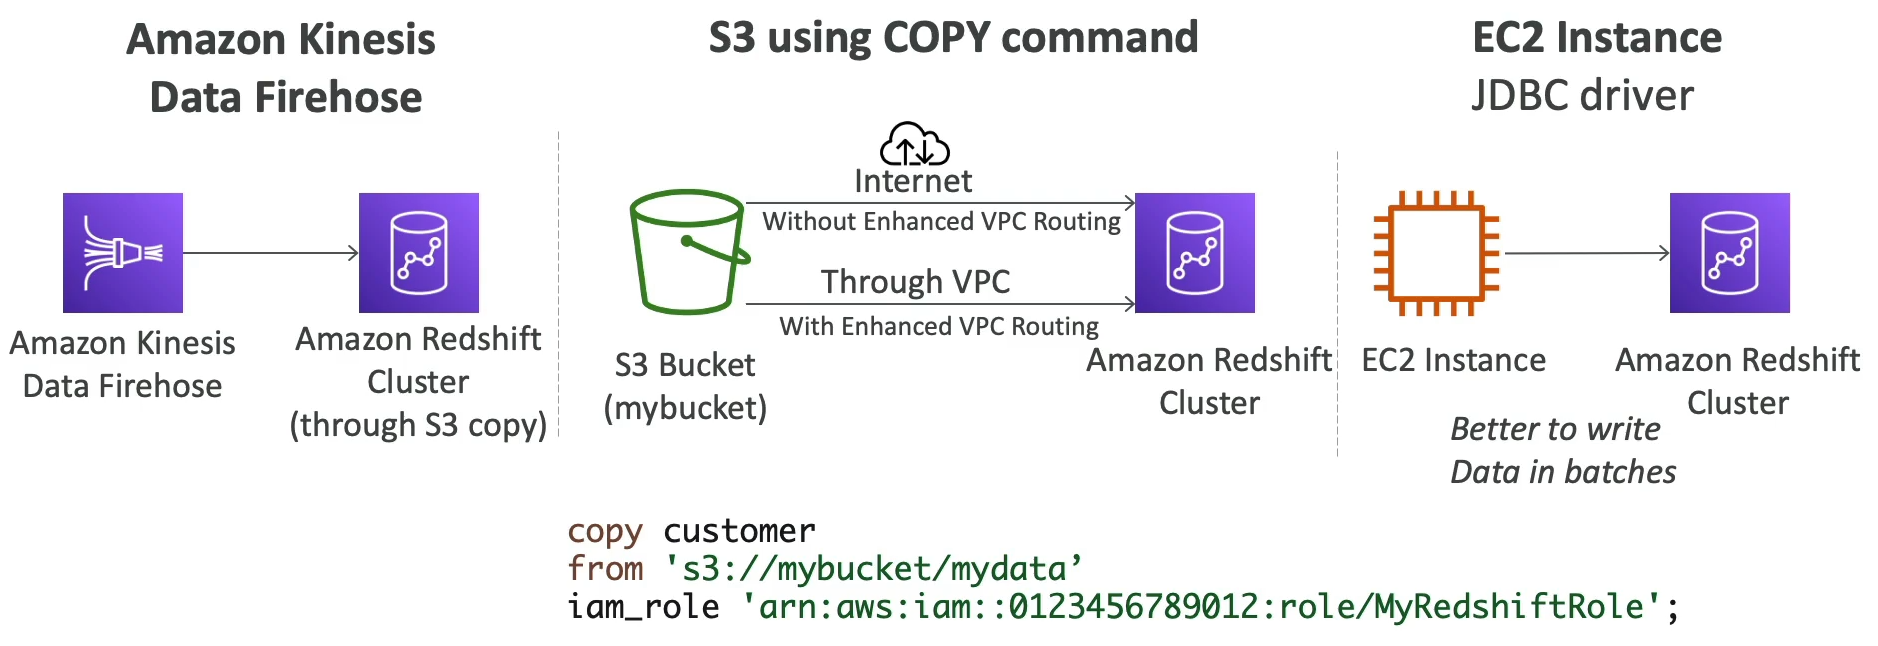 Amazon Kinesis
Data Firehose
Amazon Kinesis
Data Firehose
Amazon Redshift
Cluster
(through S3 copy)
S3 using COPY command
Internet
Without Enhanced VPC Routing
Through VPC
With Enhanced VPC Routing
S3 Bucket
(mybucket)
Amazon Redshift
Cluster
EC2 Instance
JDBC driver
EC2 Instance
Amazon Redshift
Cluster
Better to write
Data in batches
copy customer
from 's3://mybucket/mydata’
iam_role 'arn:aws:iam::0123456789012:role/MyRedshiftRole';